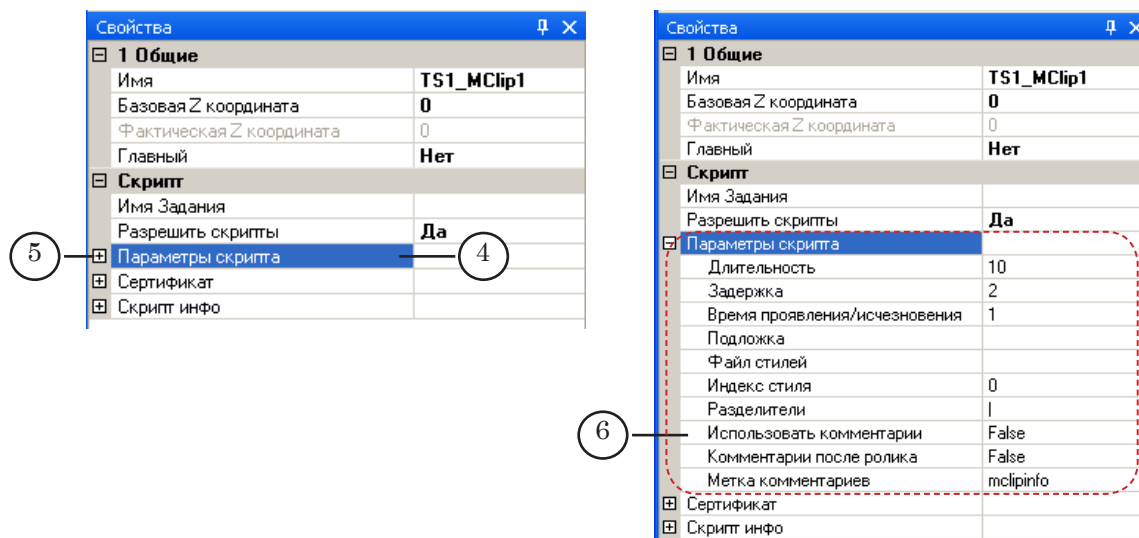 Свойства
1 Общие
Имя TS1_MClip1
Базовая Z координата 0
Фактическая Z координата 0
Главный Нет
Скрипт
Имя Задания
Разрешить скрипты Да
5 Параметры скрипта 4
Сертификат
Скрипт инфо
Свойства
1 Общие
Имя TS1_MClip1
Базовая Z координата 0
Фактическая Z координата 0
Главный Нет
Скрипт
Имя Задания
Разрешить скрипты Да
Параметры скрипта
Длительность 10
Задержка 2
Время проявления/исчезновения 1
Подложка
Файл стилей
Индекс стиля 0
Разделители |
6 Использовать комментарии False
Комментарии после ролика False
Метка комментариев mclipinfo
Сертификат
Скрипт инфо